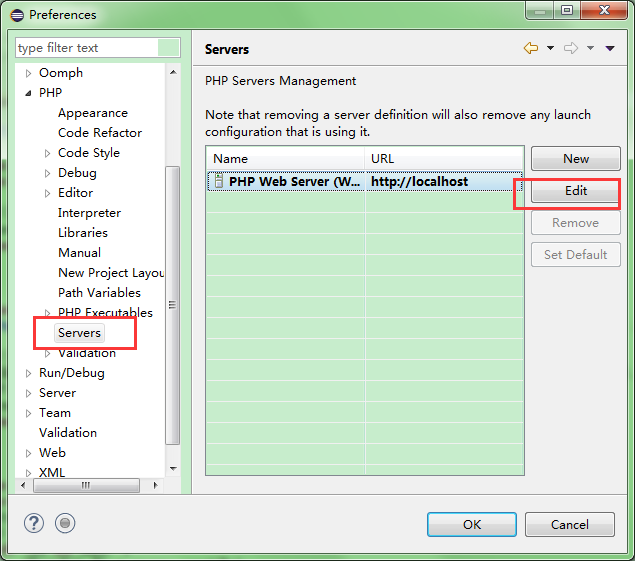 Preferences
type filter text
Oomph
PHP
Appearance
Code Refactor
Code Style
Debug
Editor
Interpreter
Libraries
Manual
New Project Layou
Path Variables
PHP Executables
Servers
Validation
Run/Debug
Server
Team
Validation
Web
XML
Servers
PHP Servers Management
Note that removing a server definition will also remove any launch
configuration that is using it.
Name URL
PHP Web Server (W... http://localhost
New
Edit
Remove
Set Default
OK
Cancel